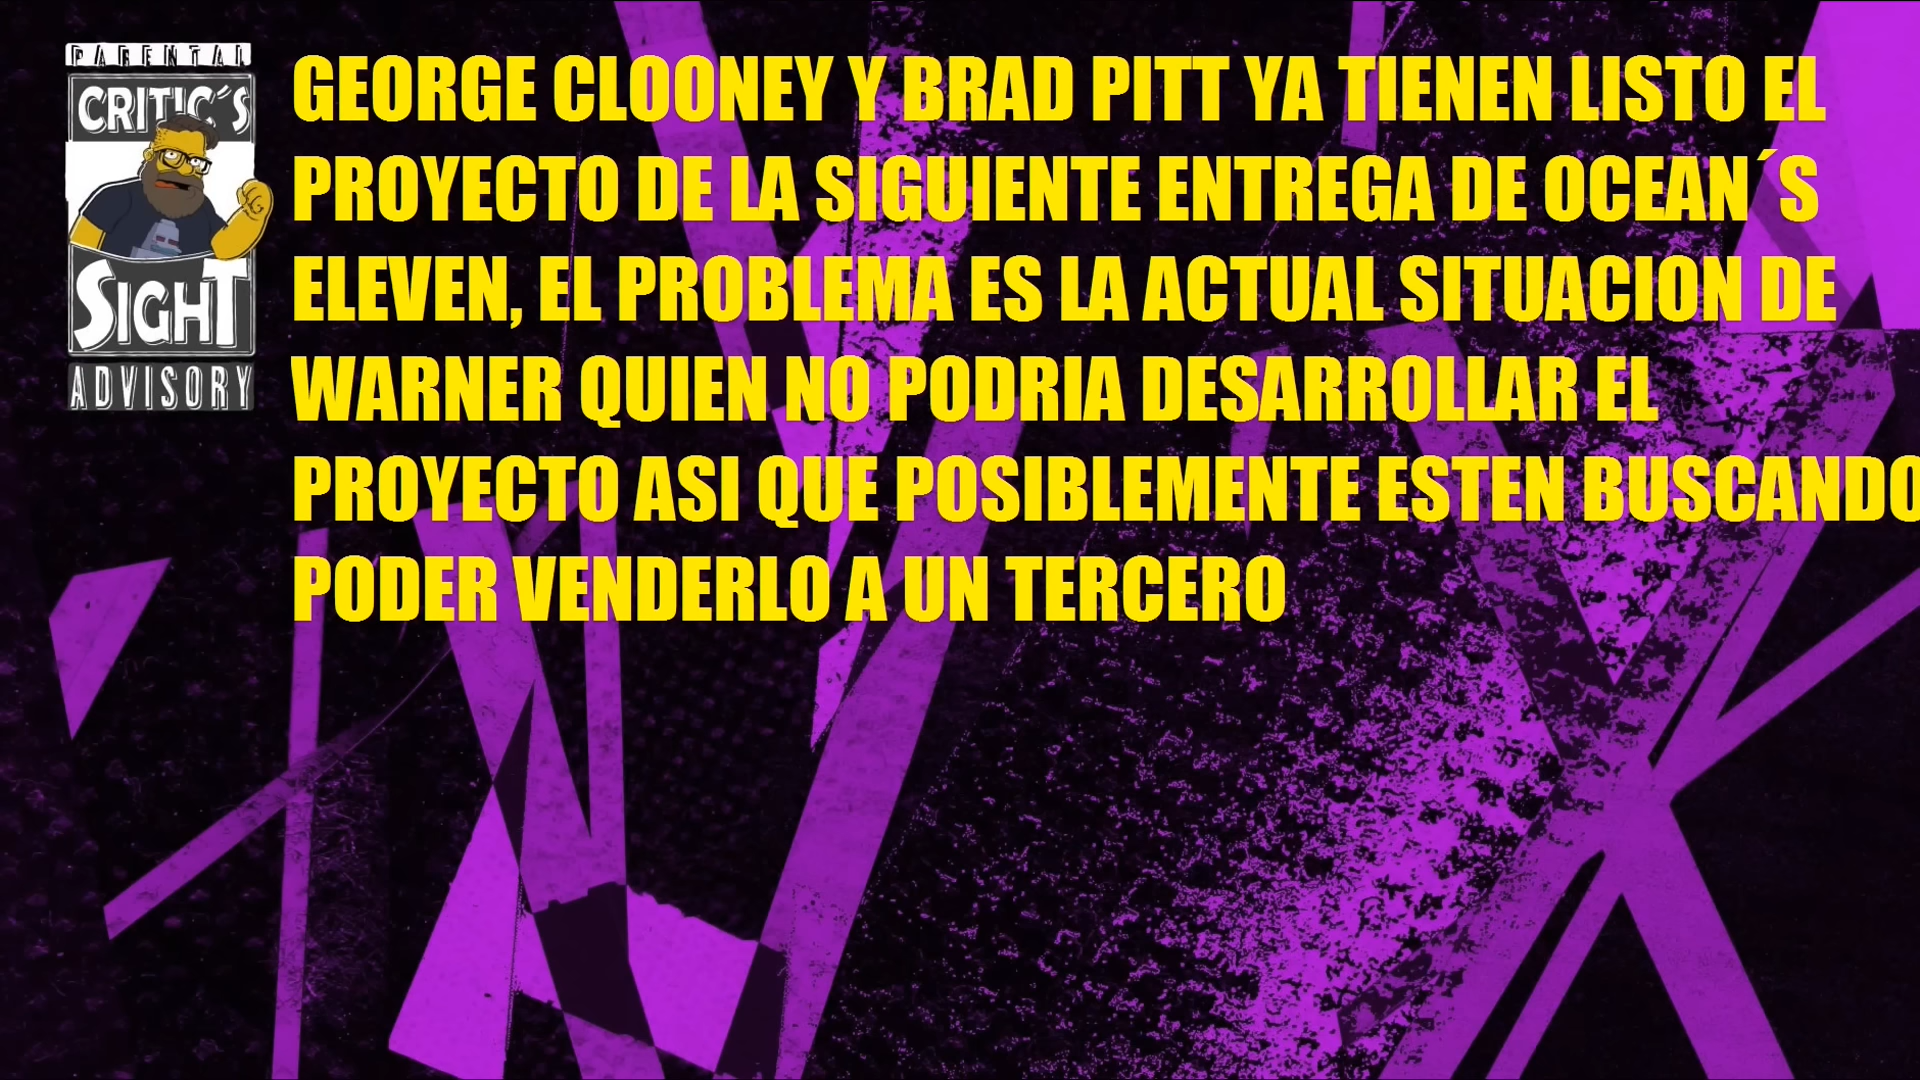 PARENTAL
CRITIC´S
SIGHT
ADVISORY
GEORGE CLOONEY Y BRAD PITT YA TIENEN LISTO EL
PROYECTO DE LA SIGUIENTE ENTREGA DE OCEAN´S
ELEVEN, EL PROBLEMA ES LA ACTUAL SITUACION DE
WARNER QUIEN NO PODRIA DESARROLLAR EL
PROYECTO ASI QUE POSIBLEMENTE ESTEN BUSCANDO
PODER VENDERLO A UN TERCERO